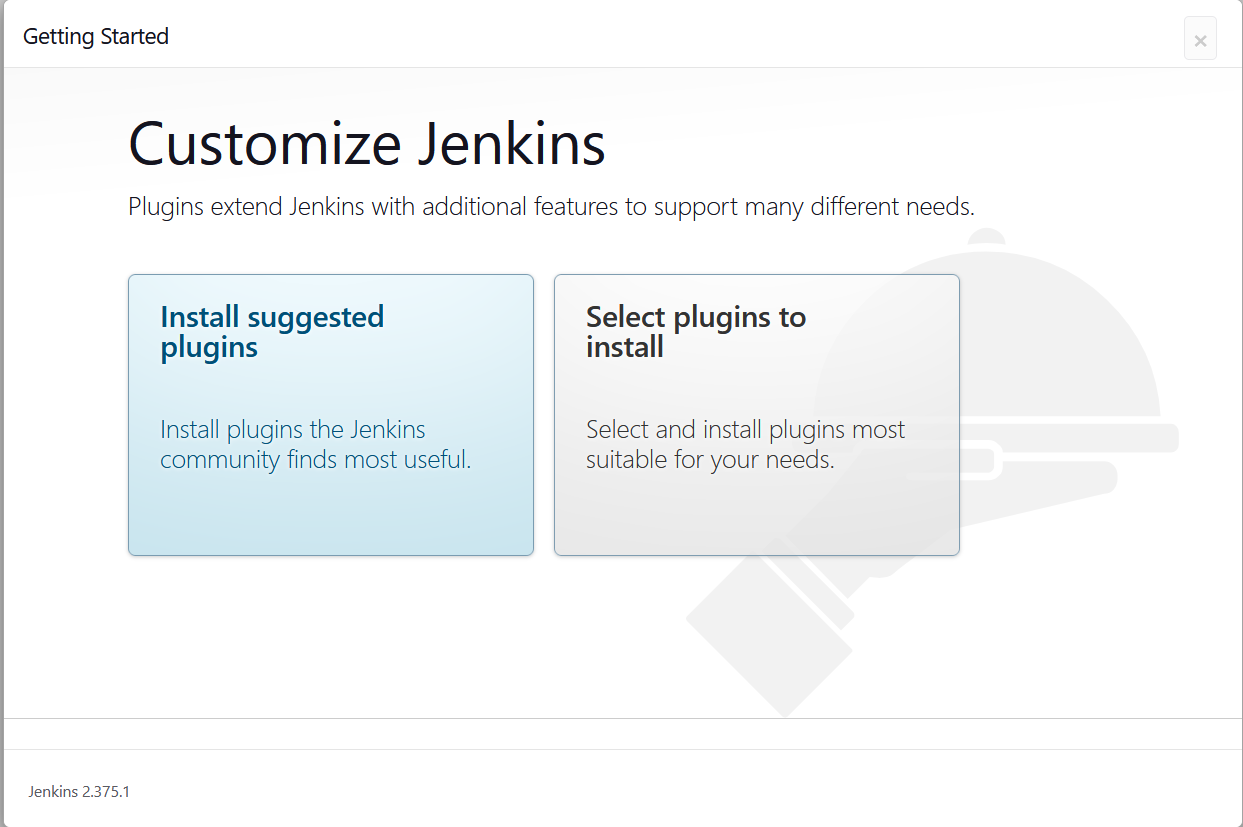 Getting Started
×
Customize Jenkins
Plugins extend Jenkins with additional features to support many different needs.
Install suggested
plugins
Install plugins the Jenkins
community finds most useful.
Select plugins to
install
Select and install plugins most
suitable for your needs.
Jenkins 2.375.1